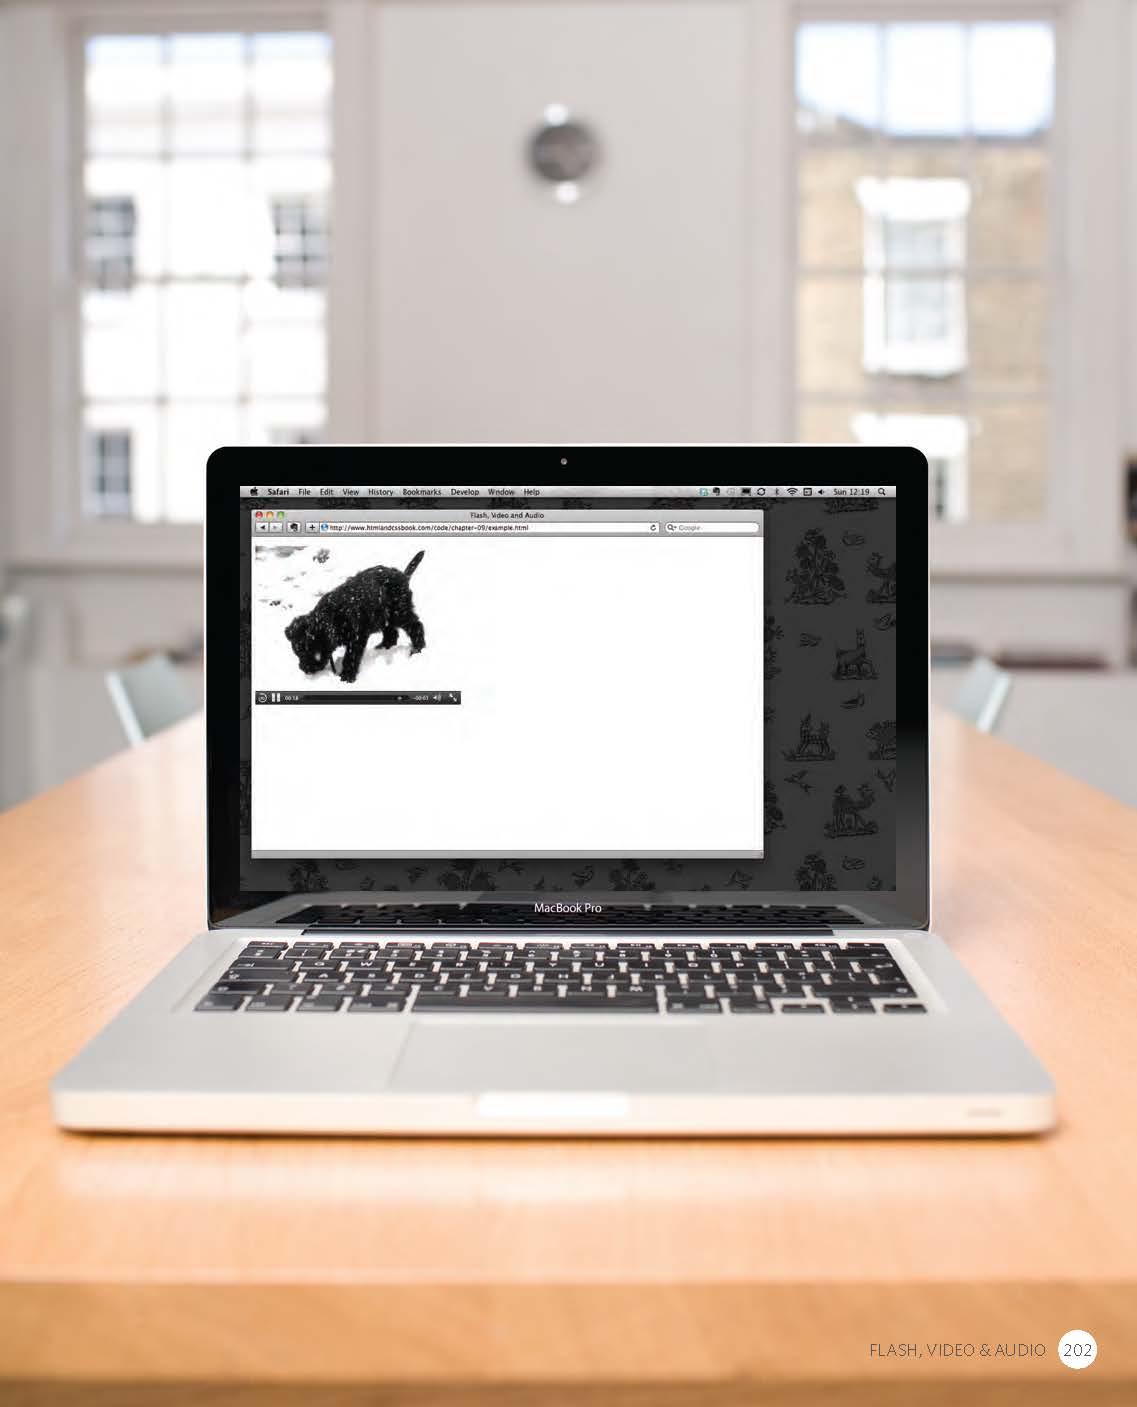 Safari File Edit View History Bookmarks Develop Window Help Sun 12:19
Flash, Video and Audio
http://www.htmlandcssbook.com/code/chapter-09/example.html
Google
00:18 -00:03
MacBook Pro
FLASH, VIDEO & AUDIO 202